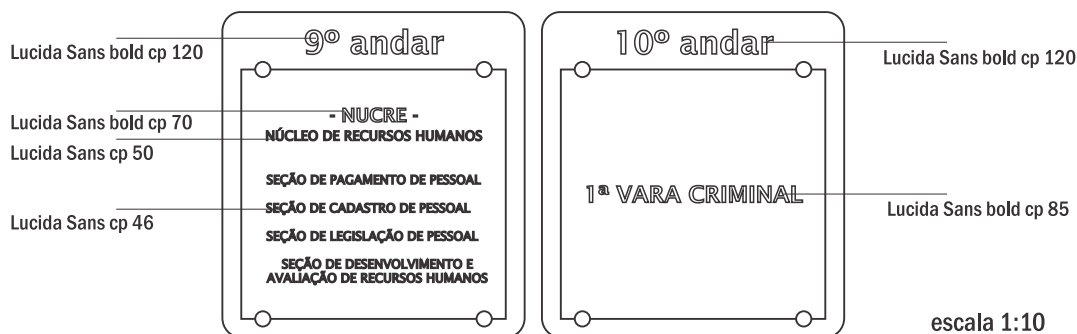 9º andar
10º andar
Lucida Sans bold cp 120
Lucida Sans bold cp 120
- NUCRE -
Lucida Sans bold cp 70
NÚCLEO DE RECURSOS HUMANOS
Lucida Sans cp 50
SEÇÃO DE PAGAMENTO DE PESSOAL
1ª VARA CRIMINAL
SEÇÃO DE CADASTRO DE PESSOAL
Lucida Sans bold cp 85
Lucida Sans cp 46
SEÇÃO DE LEGISLAÇÃO DE PESSOAL
SEÇÃO DE DESENVOLVIMENTO E
AVALIAÇÃO DE RECURSOS HUMANOS
escala 1:10